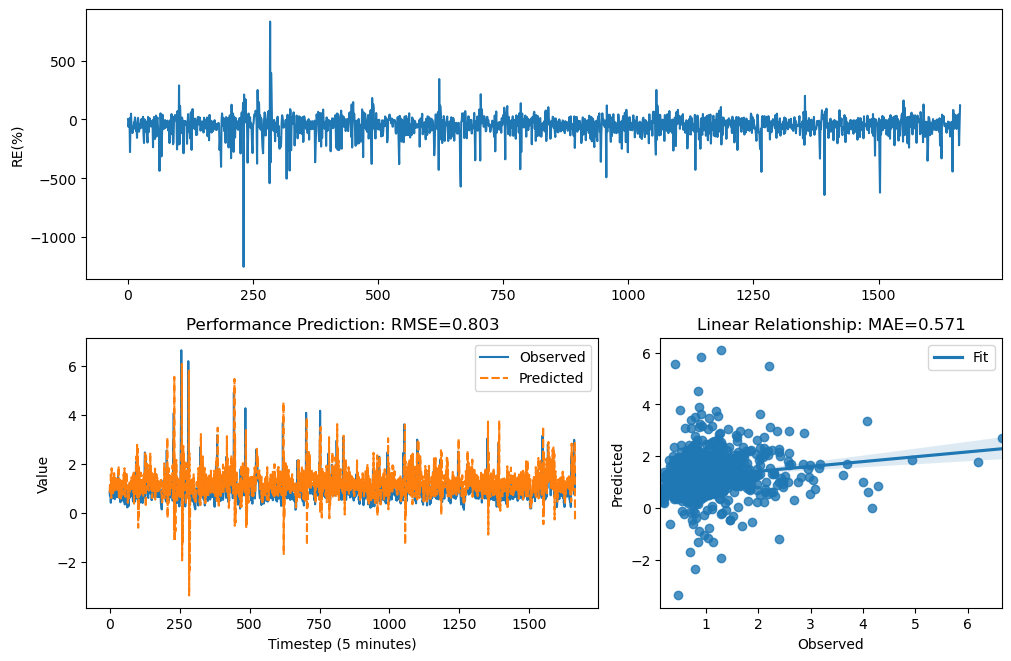 500
0
−500
−1000
RE(%)
0 250 500 750 1000 1250 1500
Performance Prediction: RMSE=0.803
Observed
Predicted
6
4
2
0
−2
Value
0 250 500 750 1000 1250 1500
Timestep (5 minutes)
Linear Relationship: MAE=0.571
Fit
6
4
2
0
−2
Predicted
1 2 3 4 5 6
Observed